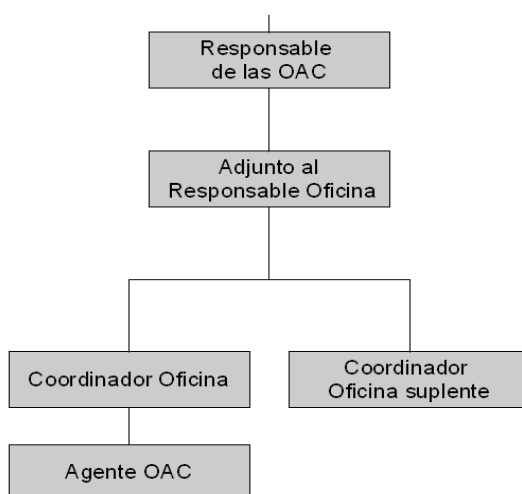 Responsable
de las OAC
Adjunto al
Responsable Oficina
Coordinador Oficina
Coordinador
Oficina suplente
Agente OAC